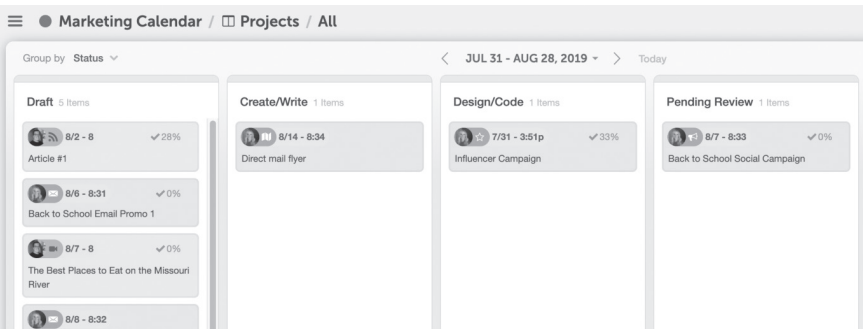 Marketing Calendar / Projects / All
Group by Status
JUL 31 - AUG 28, 2019
Today
Draft 5 Items
8/2 - 8 28%
Article #1
8/6 - 8:31 0%
Back to School Email Promo 1
8/7 - 8 0%
The Best Places to Eat on the Missouri
River
8/8 - 8:32
Create/Write 1 Items
8/14 - 8:34
Direct mail flyer
Design/Code 1 Items
7/31 - 3:51p 33%
Influencer Campaign
Pending Review 1 Items
8/7 - 8:33 0%
Back to School Social Campaign